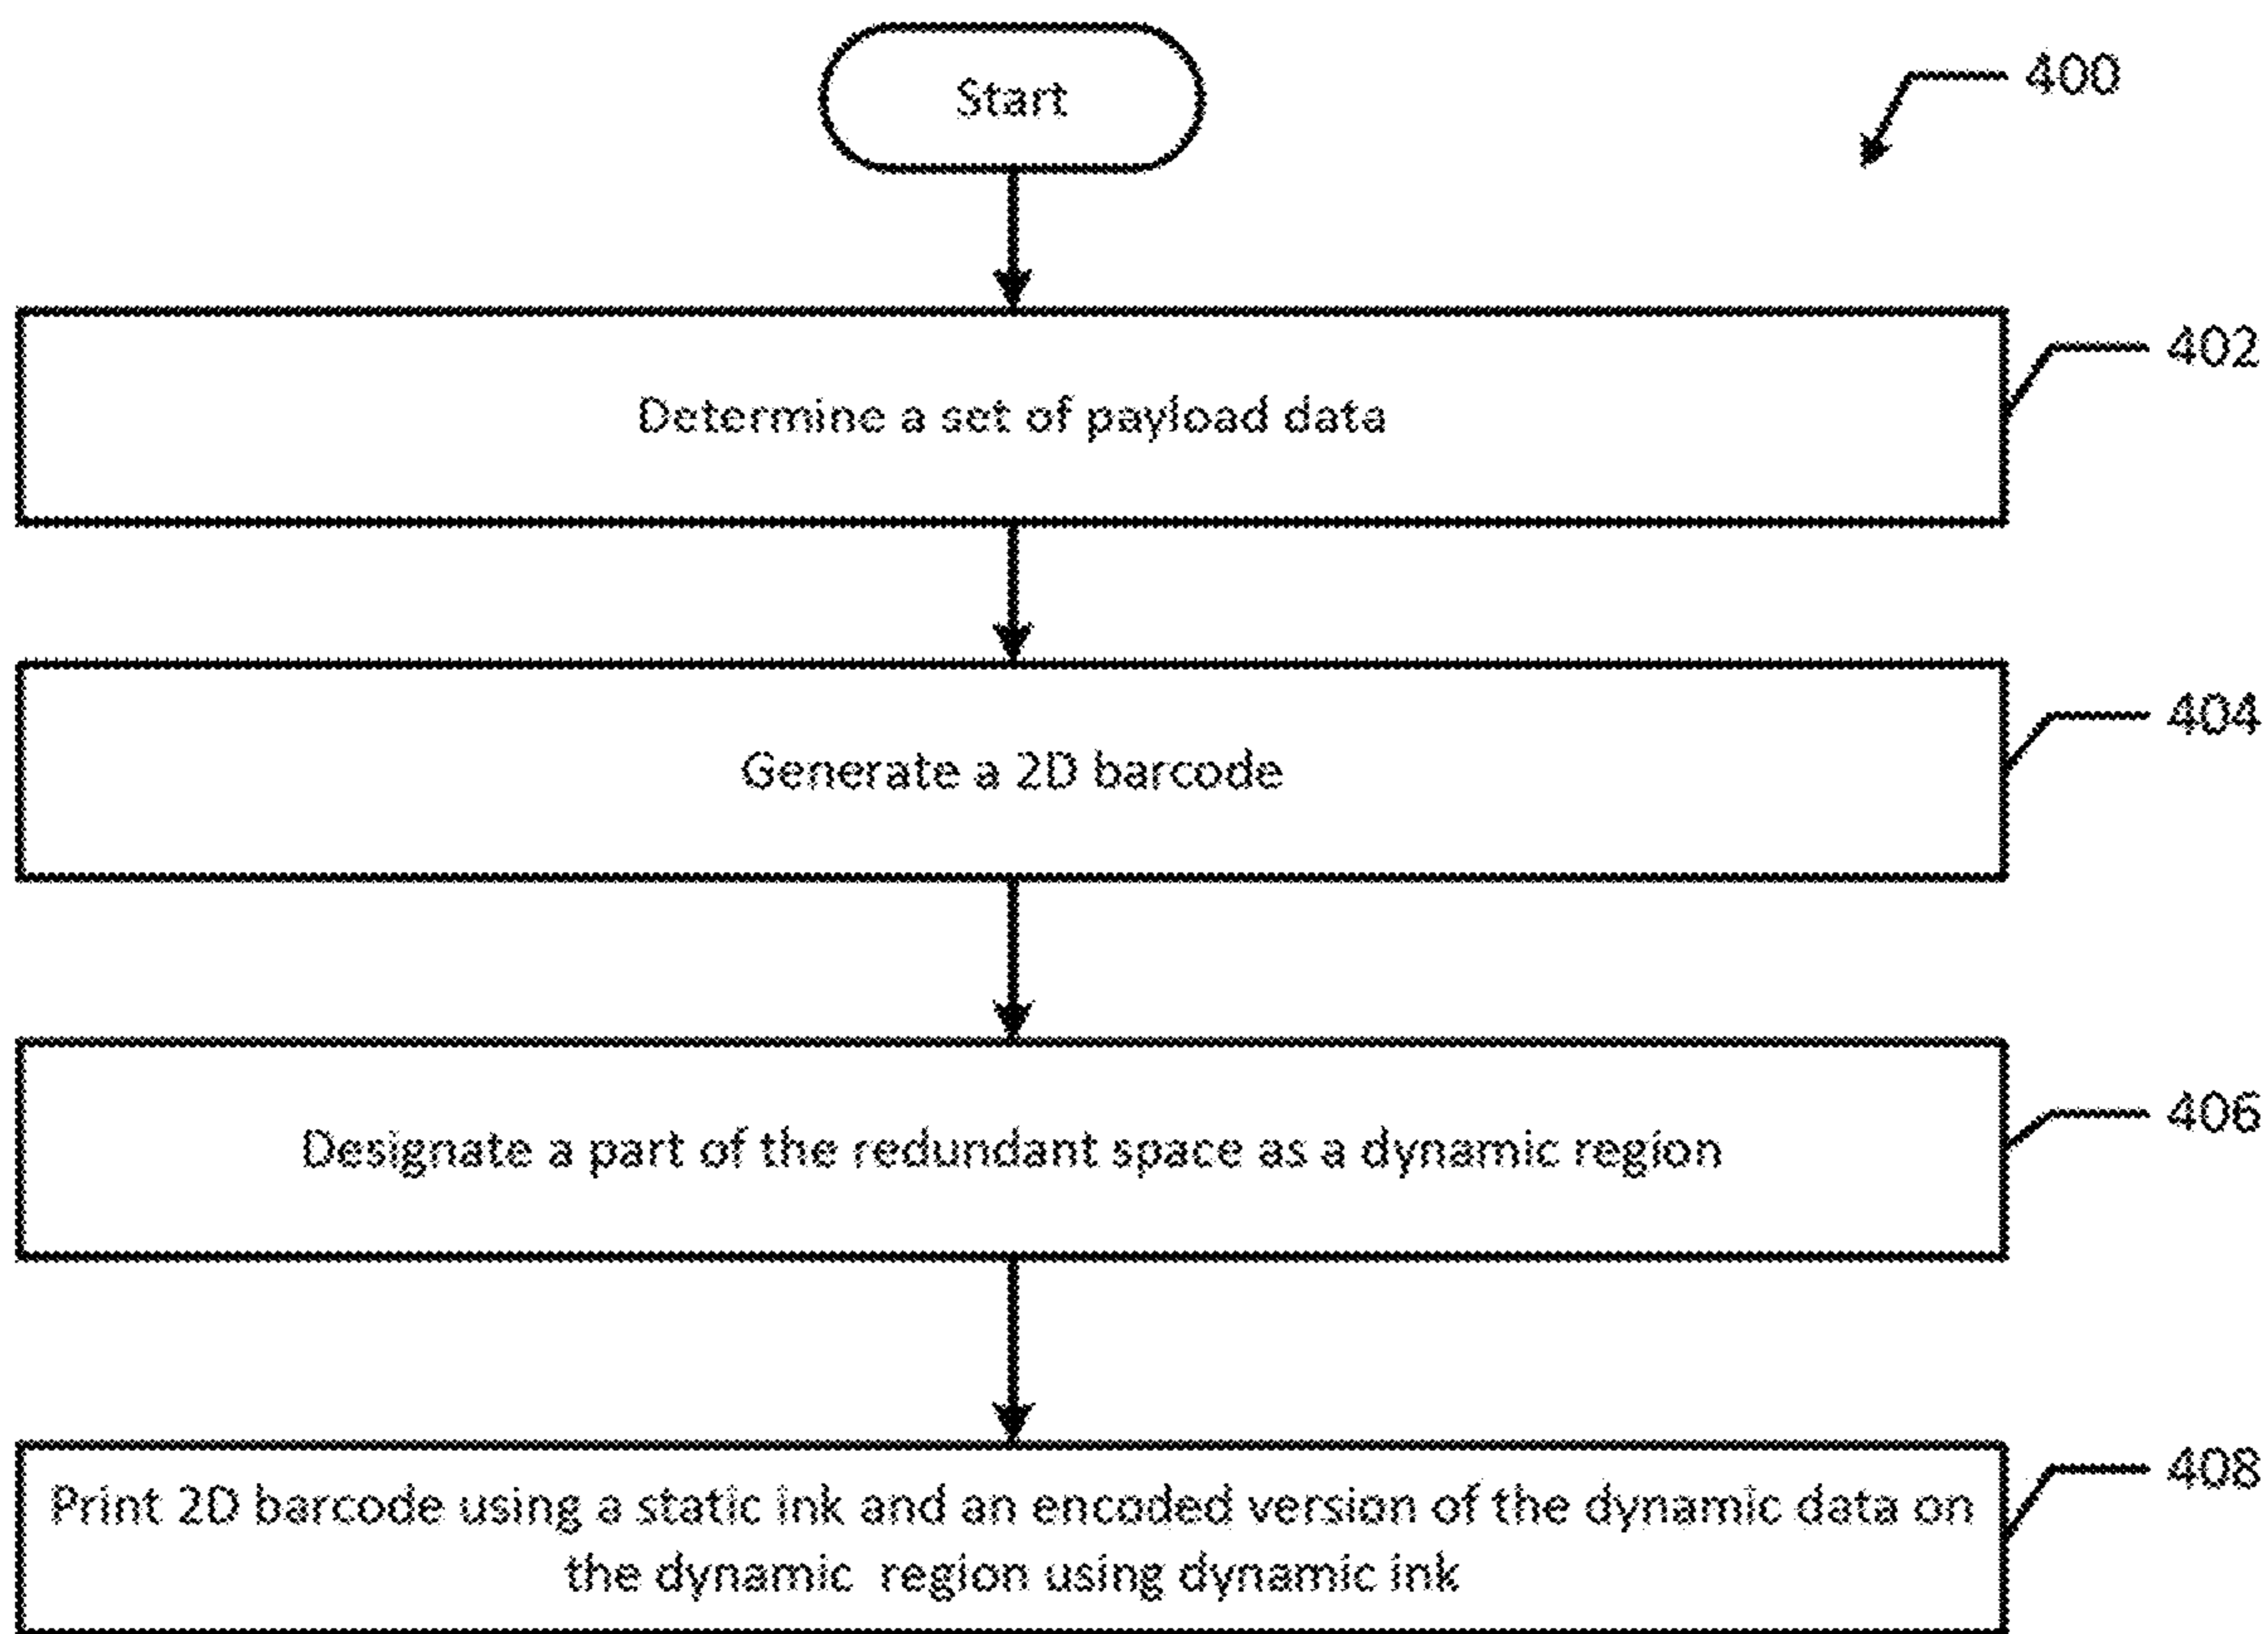 Start
400
Determine a set of payload data
402
Generate a 2D barcode
404
Designate a part of the redundant space as a dynamic region
406
Print 2D barcode using a static ink and an encoded version of the dynamic data on
the dynamic region using dynamic ink
408